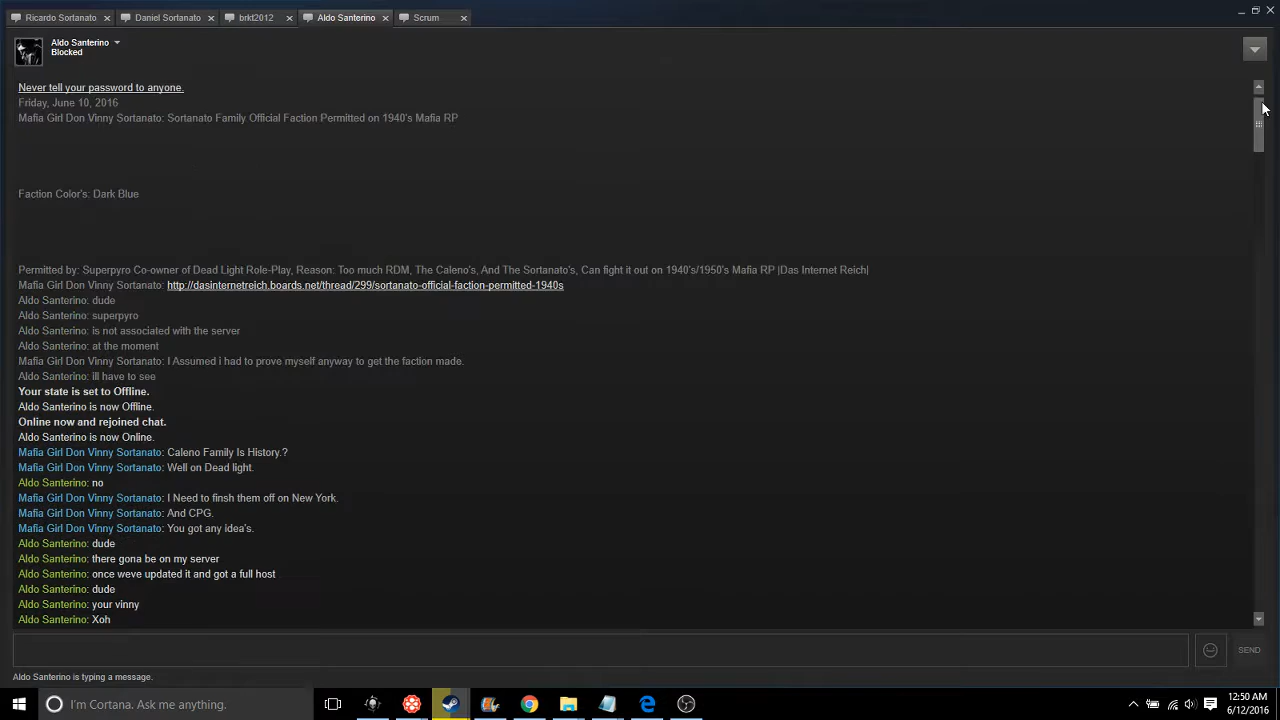 Ricardo Sortanato
Daniel Sortanato
brkt2012
Aldo Santerino
Scrum
Aldo Santerino
Blocked
Never tell your password to anyone.
Friday, June 10, 2016
Mafia Girl Don Vinny Sortanato: Sortanato Family Official Faction Permitted on 1940's Mafia RP
Faction Color's: Dark Blue
Permitted by: Superpyro Co-owner of Dead Light Role-Play, Reason: Too much RDM, The Caleno's, And The Sortanato's, Can fight it out on 1940's/1950's Mafia RP |Das Internet Reich|
Mafia Girl Don Vinny Sortanato: http://dasinternetreich.boards.net/thread/299/sortanato-official-faction-permitted-1940s
Aldo Santerino: dude
Aldo Santerino: superpyro
Aldo Santerino: is not associated with the server
Aldo Santerino: at the moment
Mafia Girl Don Vinny Sortanato: I Assumed i had to prove myself anyway to get the faction made.
Aldo Santerino: ill have to see
Your state is set to Offline.
Aldo Santerino is now Offline.
Online now and rejoined chat.
Aldo Santerino is now Online.
Mafia Girl Don Vinny Sortanato: Caleno Family Is History.?
Mafia Girl Don Vinny Sortanato: Well on Dead light.
Aldo Santerino: no
Mafia Girl Don Vinny Sortanato: I Need to finsh them off on New York.
Mafia Girl Don Vinny Sortanato: And CPG.
Mafia Girl Don Vinny Sortanato: You got any idea's.
Aldo Santerino: dude
Aldo Santerino: there gona be on my server
Aldo Santerino: once weve updated it and got a full host
Aldo Santerino: dude
Aldo Santerino: your vinny
Aldo Santerino: Xoh
SEND
Aldo Santerino is typing a message.
I'm Cortana. Ask me anything.
12:50 AM
6/12/2016